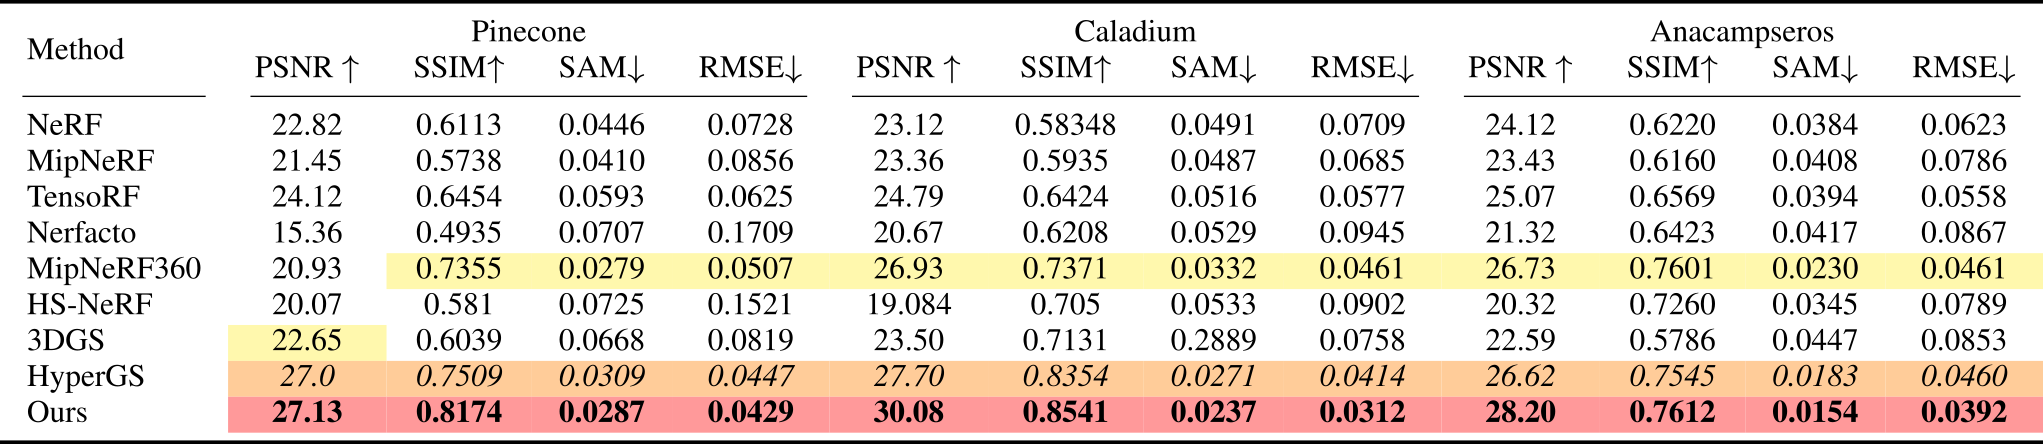 Method Pinecone Caladium Anacampseros
PSNR ↑ SSIM↑ SAM↓ RMSE↓ PSNR ↑ SSIM↑ SAM↓ RMSE↓ PSNR ↑ SSIM↑ SAM↓ RMSE↓
NeRF 22.82 0.6113 0.0446 0.0728 23.12 0.58348 0.0491 0.0709 24.12 0.6220 0.0384 0.0623
MipNeRF 21.45 0.5738 0.0410 0.0856 23.36 0.5935 0.0487 0.0685 23.43 0.6160 0.0408 0.0786
TensoRF 24.12 0.6454 0.0593 0.0625 24.79 0.6424 0.0516 0.0577 25.07 0.6569 0.0394 0.0558
Nerfacto 15.36 0.4935 0.0707 0.1709 20.67 0.6208 0.0529 0.0945 21.32 0.6423 0.0417 0.0867
MipNeRF360 20.93 0.7355 0.0279 0.0507 26.93 0.7371 0.0332 0.0461 26.73 0.7601 0.0230 0.0461
HS-NeRF 20.07 0.581 0.0725 0.1521 19.084 0.705 0.0533 0.0902 20.32 0.7260 0.0345 0.0789
3DGS 22.65 0.6039 0.0668 0.0819 23.50 0.7131 0.2889 0.0758 22.59 0.5786 0.0447 0.0853
HyperGS 27.0 0.7509 0.0309 0.0447 27.70 0.8354 0.0271 0.0414 26.62 0.7545 0.0183 0.0460
Ours 27.13 0.8174 0.0287 0.0429 30.08 0.8541 0.0237 0.0312 28.20 0.7612 0.0154 0.0392